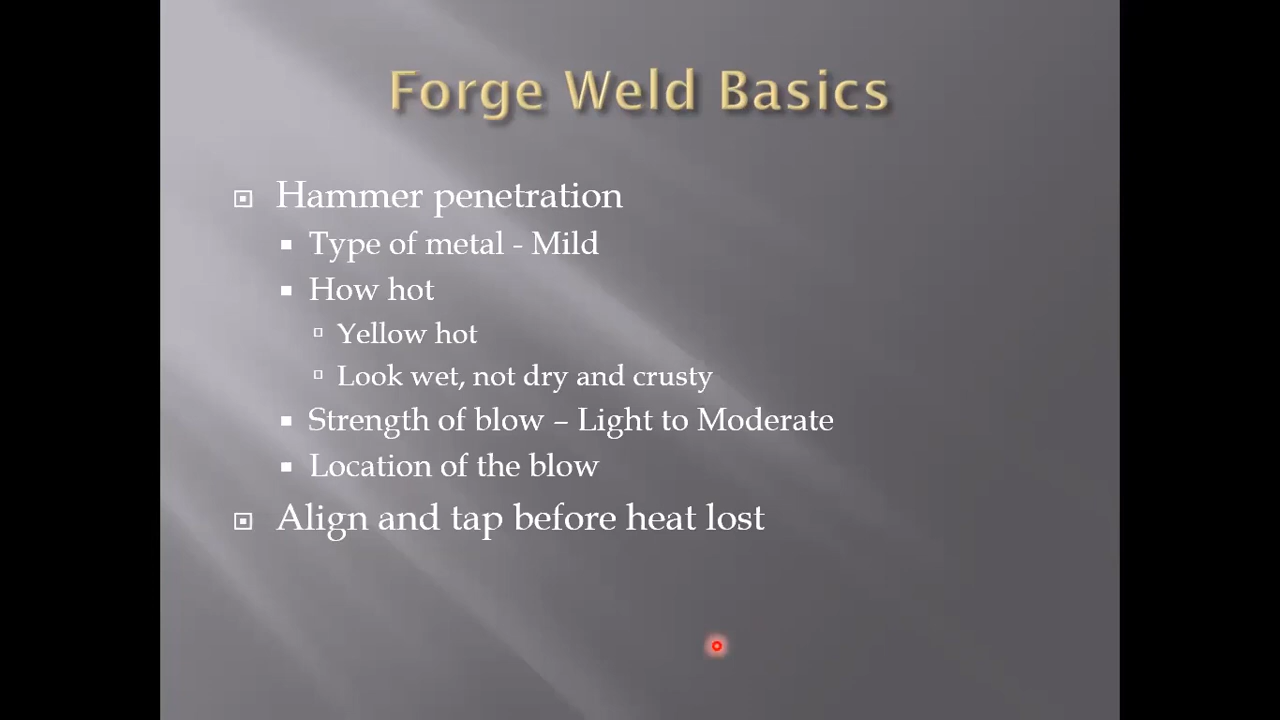 Forge Weld Basics
Hammer penetration
Type of metal - Mild
How hot
Yellow hot
Look wet, not dry and crusty
Strength of blow – Light to Moderate
Location of the blow
Align and tap before heat lost